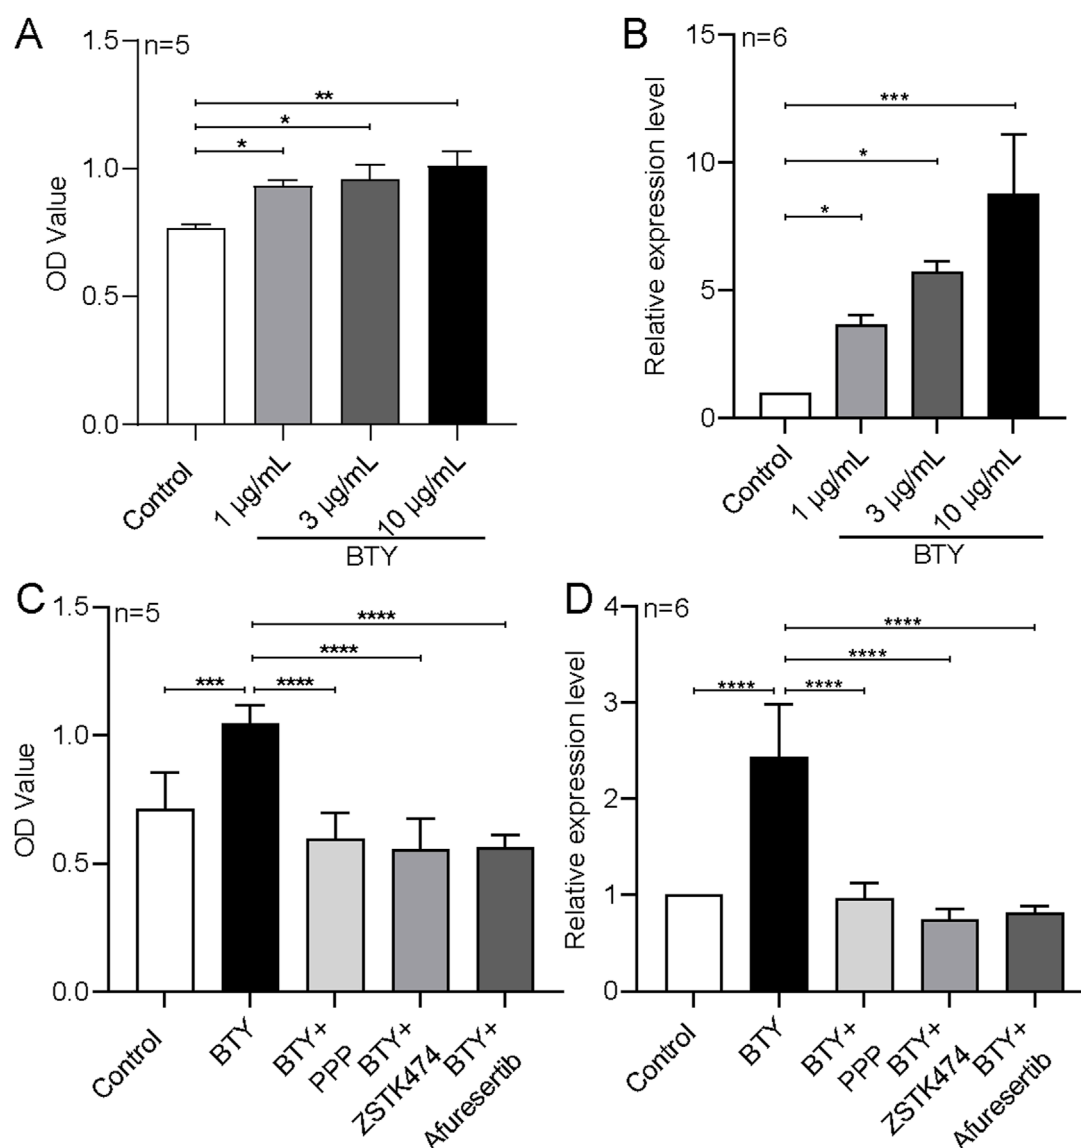 A
n=5
1.5
1.0
0.5
0.0
OD Value
**
*
*
Control
1 µg/mL
3 µg/mL
10 µg/mL
BTY
B
n=6
15
10
5
0
Relative expression level
***
*
*
Control
1 µg/mL
3 µg/mL
10 µg/mL
BTY
C
n=5
1.5
1.0
0.5
0.0
OD Value
****
****
***
****
Control
BTY
BTY+
PPP
BTY+
ZSTK474
BTY+
Afuresertib
D
n=6
4
3
2
1
0
Relative expression level
****
****
****
****
Control
BTY
BTY+
PPP
BTY+
ZSTK474
BTY+
Afuresertib